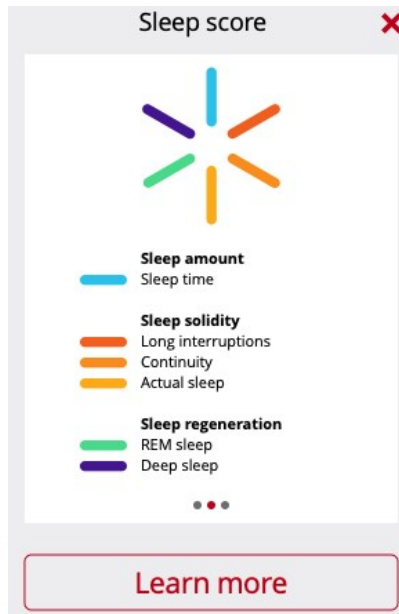 Sleep score
Sleep amount
Sleep time
Sleep solidity
Long interruptions
Continuity
Actual sleep
Sleep regeneration
REM sleep
Deep sleep
Learn more